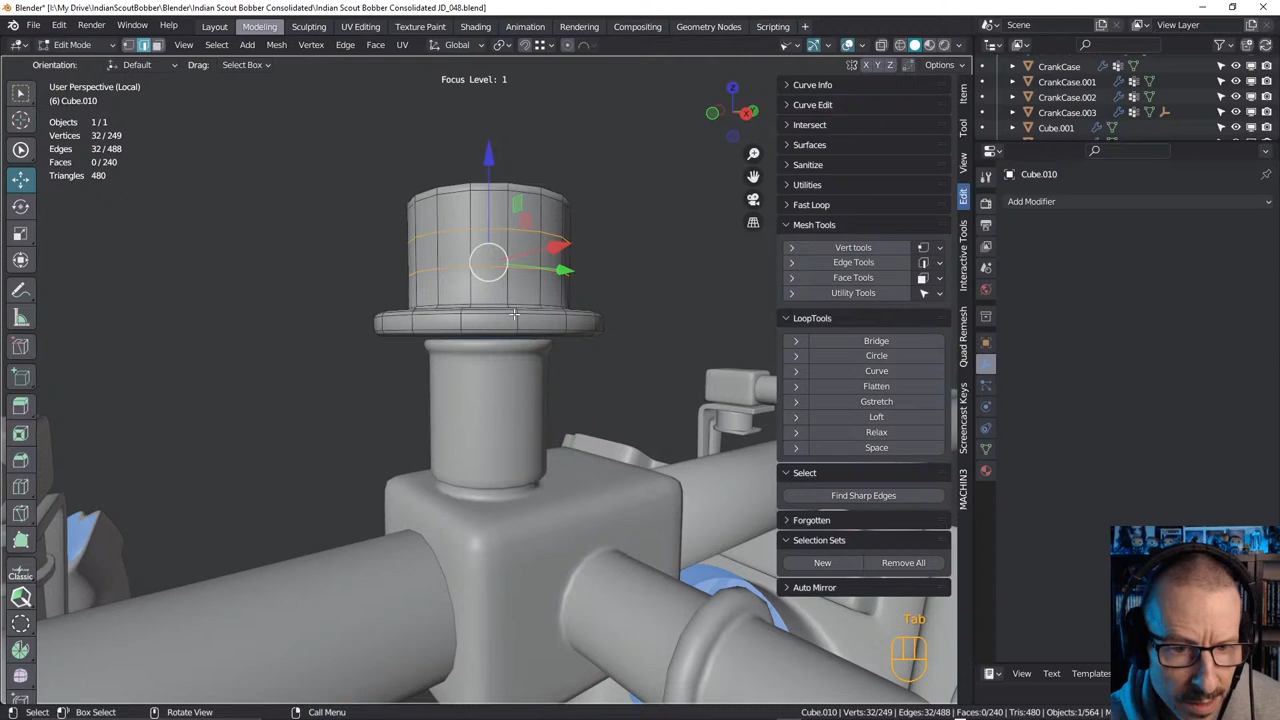 Blender* [I:\My Drive\IndianScoutBobber\Blender\Indian Scout Bobber Consolidated\Indian Scout Bobber Consolidated JD_048.blend]
File Edit Render Window Help Layout Modeling Sculpting UV Editing Texture Paint Shading Animation Rendering Compositing Geometry Nodes Scripting + Scene View Layer
Edit Mode View Select Add Mesh Vertex Edge Face UV Global
Orientation: Default Drag: Select Box X Y Z Options
Focus Level: 1
User Perspective (Local)
(6) Cube.010
Objects 1 / 1
Vertices 32 / 249
Edges 32 / 488
Faces 0 / 240
Triangles 480
Z
X
Y
Classic
Curve Info
Curve Edit
Intersect
Surfaces
Sanitize
Utilities
Fast Loop
Mesh Tools
Vert tools
Edge Tools
Face Tools
Utility Tools
LoopTools
Bridge
Circle
Curve
Flatten
Gstretch
Loft
Relax
Space
Select
Find Sharp Edges
Forgotten
Selection Sets
New Remove All
Auto Mirror
Item
Tool
View
Edit
Interactive Tools
Quad Remesh
Screencast Keys
MACHIN3
Tab
CrankCase
CrankCase.001
CrankCase.002
CrankCase.003
Cube.001
Cube.010
Add Modifier
View Text Templates
Select Box Select Rotate View Call Menu Cube.010 | Verts:32/249 | Edges:32/488 | Faces:0/240 | Tris:480 | Objects:1/564 | M